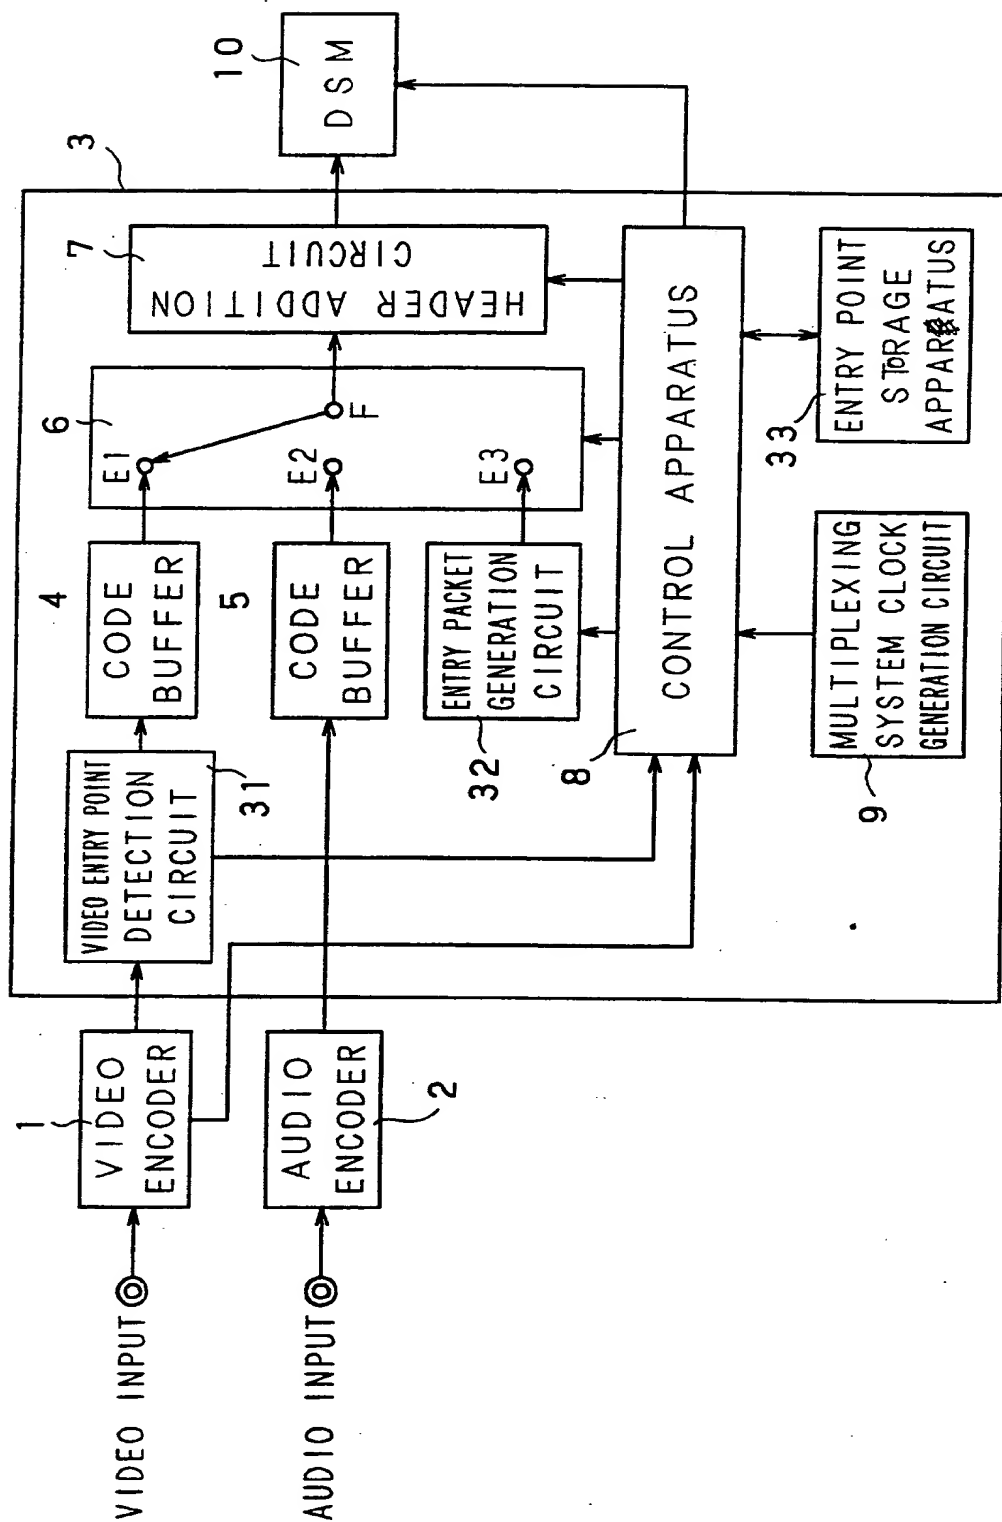 VIDEO INPUT
AUDIO INPUT
1
VIDEO
ENCODER
AUDIO
ENCODER
2
3
VIDEO ENTRY POINT
DETECTION
CIRCUIT
31
4
CODE
BUFFER
5
CODE
BUFFER
ENTRY PACKET
GENERATION
CIRCUIT
32
6
E1
E2
E3
F
7
HEADER ADDITION
CIRCUIT
10
DSM
8
CONTROL APPARATUS
MULTIPLEXING
SYSTEM CLOCK
GENERATION CIRCUIT
9
ENTRY POINT
STORAGE
APPARATUS
33